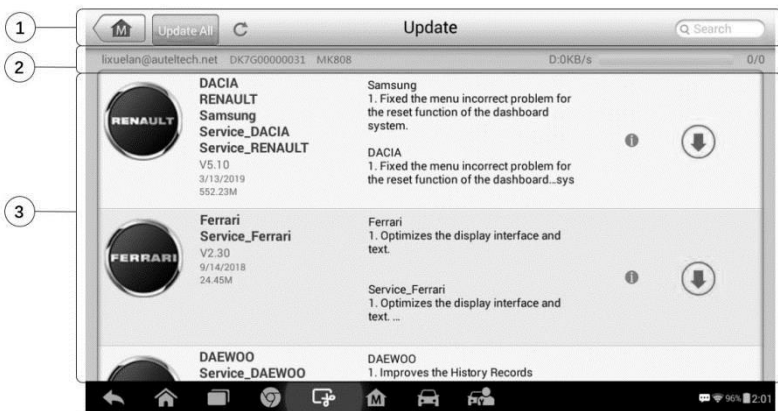 1
Update All
Update
Search
2
lixuelan@auteltech.net DK7G00000031 MK808 D:0KB/s 0/0
3
RENAULT
DACIA
RENAULT
Samsung
Service_DACIA
Service_RENAULT
V5.10
3/13/2019
552.23M
Samsung
1. Fixed the menu incorrect problem for
the reset function of the dashboard
system.
DACIA
1. Fixed the menu incorrect problem for
the reset function of the dashboard...sys
FERRARI
Ferrari
Service_Ferrari
V2.30
9/14/2018
24.45M
Ferrari
1. Optimizes the display interface and
text.
Service_Ferrari
1. Optimizes the display interface and
text. ...
DAEWOO
Service_DAEWOO
DAEWOO
1. Improves the History Records
96% 2:01